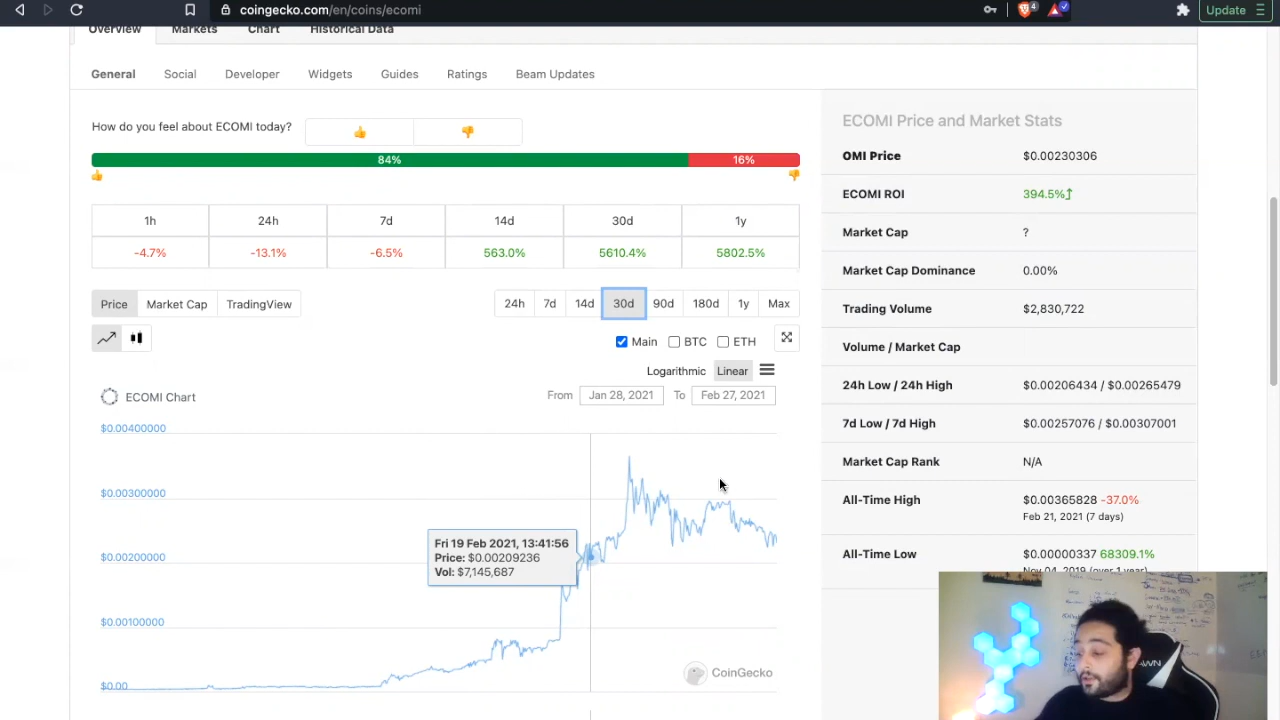 coingecko.com/en/coins/ecomi
4
Update
Overview Markets Chart Historical Data
General Social Developer Widgets Guides Ratings Beam Updates
How do you feel about ECOMI today?
84% 16%
1h 24h 7d 14d 30d 1y
-4.7% -13.1% -6.5% 563.0% 5610.4% 5802.5%
Price Market Cap TradingView
24h 7d 14d 30d 90d 180d 1y Max
Main BTC ETH
Logarithmic Linear
ECOMI Chart
From Jan 28, 2021 To Feb 27, 2021
$0.00400000
$0.00300000
$0.00200000
$0.00100000
$0.00
Fri 19 Feb 2021, 13:41:56
Price: $0.00209236
Vol: $7,145,687
CoinGecko
ECOMI Price and Market Stats
OMI Price $0.00230306
ECOMI ROI 394.5%
Market Cap ?
Market Cap Dominance 0.00%
Trading Volume $2,830,722
Volume / Market Cap
24h Low / 24h High $0.00206434 / $0.00265479
7d Low / 7d High $0.00257076 / $0.00307001
Market Cap Rank N/A
All-Time High $0.00365828 -37.0%
Feb 21, 2021 (7 days)
All-Time Low $0.00000337 68309.1%
Nov 04, 2019 (over 1 year)